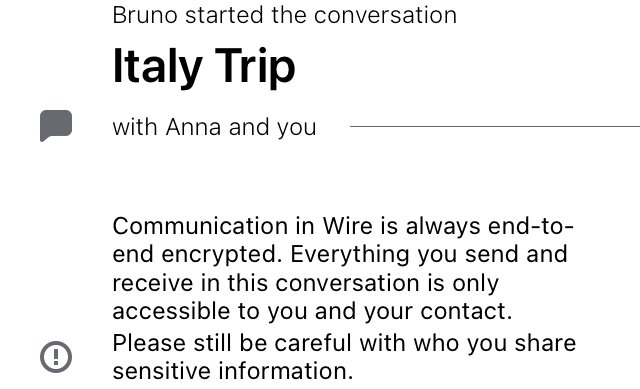 Bruno started the conversation
Italy Trip
with Anna and you
Communication in Wire is always end-to-
end encrypted. Everything you send and
receive in this conversation is only
accessible to you and your contact.
Please still be careful with who you share
sensitive information.